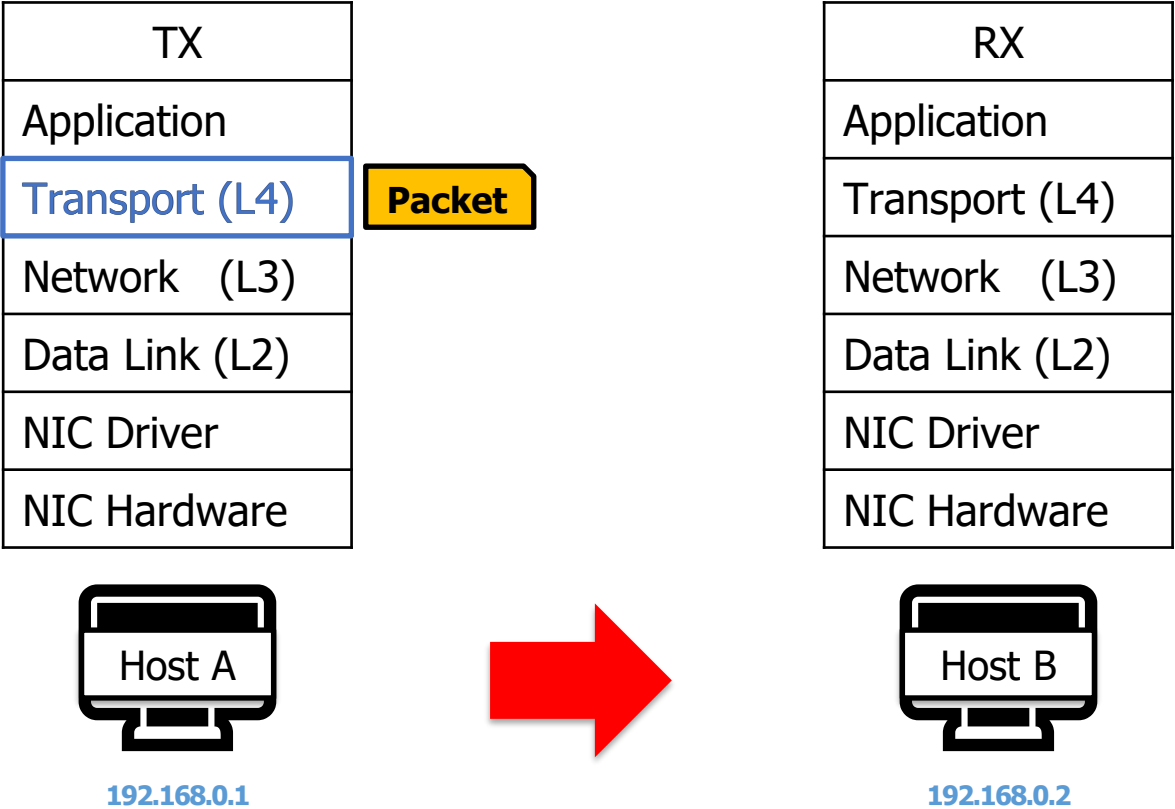 TX
Application
Transport (L4)
Network (L3)
Data Link (L2)
NIC Driver
NIC Hardware
Packet
RX
Application
Transport (L4)
Network (L3)
Data Link (L2)
NIC Driver
NIC Hardware
Host A
192.168.0.1
Host B
192.168.0.2